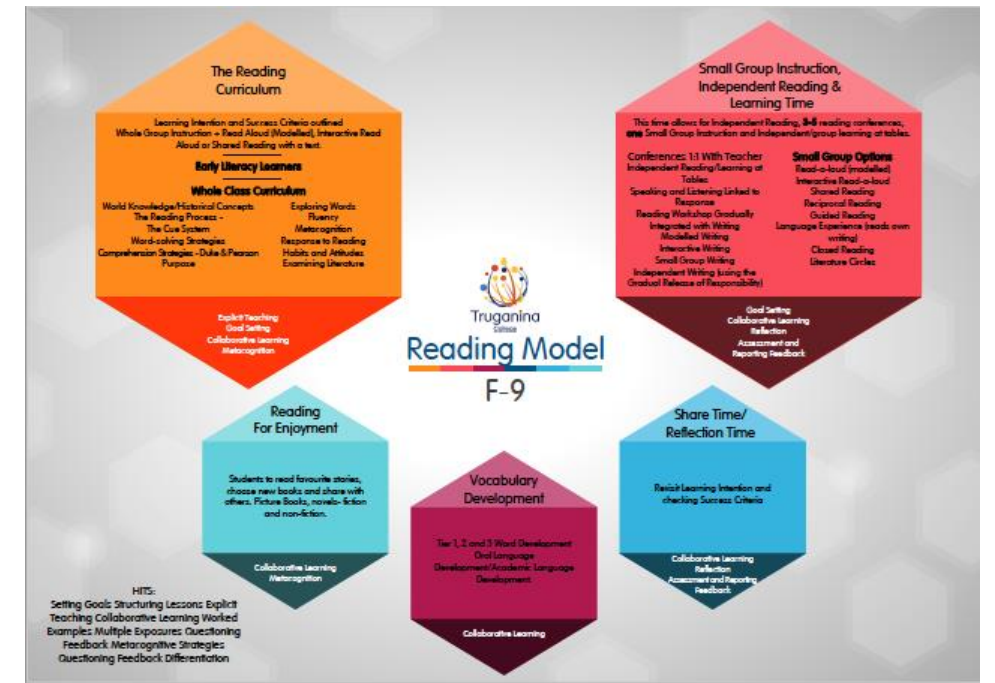 The Reading
Curriculum
Learning Intention and Success Criteria outlined
Whole Group Instruction + Read Aloud (Modelled), Interactive Read
Aloud or Shared Reading with a text.
Early Literacy Learners
Whole Class Curriculum
World Knowledge/Historical Concepts
The Reading Process -
The Cue System
Word-solving Strategies
Comprehension Strategies - Duke & Pearson
Purpose
Exploring Words
Fluency
Metacognition
Response to Reading
Habits and Attitudes
Examining Literature
Explicit Teaching
Goal Setting
Collaborative Learning
Metacognition
Small Group Instruction,
Independent Reading &
Learning Time
This time allows for Independent Reading, 3-5 reading conferences,
one Small Group Instruction and Independent/group learning at tables.
Conferences 1:1 With Teacher
Independent Reading/Learning at
Tables
Speaking and Listening Linked to
Response
Reading Workshop Gradually
Integrated with Writing
Modelled Writing
Interactive Writing
Small Group Writing
Independent Writing (using the
Gradual Release of Responsibility)
Small Group Options
Read-a-loud (modelled)
Interactive Read-a-loud
Shared Reading
Reciprocal Reading
Guided Reading
Language Experience (reads own
writing)
Closed Reading
Literature Circles
Goal Setting
Collaborative Learning
Reflection
Assessment and
Reporting Feedback
Truganina
College
Reading Model
F-9
Reading
For Enjoyment
Students to read favourite stories,
choose new books and share with
others. Picture Books, novels- fiction
and non-fiction.
Collaborative Learning
Metacognition
Vocabulary
Development
Tier 1, 2 and 3 Word Development
Oral Language
Development/Academic Language
Development
Collaborative Learning
Share Time/
Reflection Time
Revisit Learning Intention and
checking Success Criteria
Collaborative Learning
Reflection
Assessment and Reporting
Feedback
HITS:
Setting Goals Structuring Lessons Explicit
Teaching Collaborative Learning Worked
Examples Multiple Exposures Questioning
Feedback Metacognitive Strategies
Questioning Feedback Differentiation